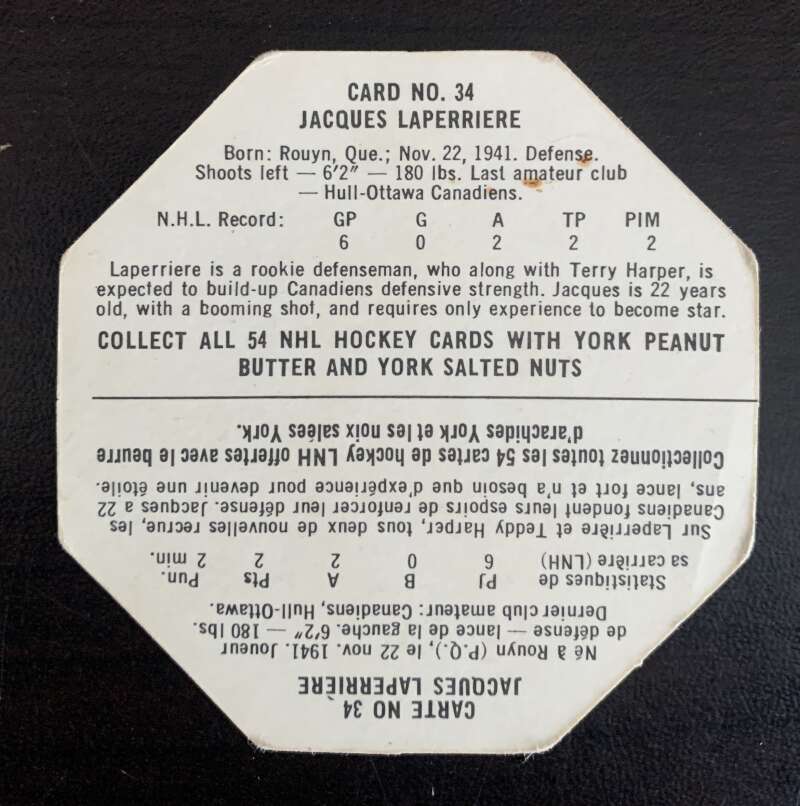 CARD NO. 34
JACQUES LAPERRIERE
Born: Rouyn, Que.; Nov. 22, 1941. Defense.
Shoots left — 6'2" — 180 lbs. Last amateur club
— Hull-Ottawa Canadiens.
N.H.L. Record: GP G A TP PIM
6 0 2 2 2
Laperriere is a rookie defenseman, who along with Terry Harper, is
expected to build-up Canadiens defensive strength. Jacques is 22 years
old, with a booming shot, and requires only experience to become star.
COLLECT ALL 54 NHL HOCKEY CARDS WITH YORK PEANUT
BUTTER AND YORK SALTED NUTS
CARTE NO 34
JACQUES LAPERRIÈRE
Né à Rouyn (P.Q.), le 22 nov. 1941. Joueur
de défense — lance de la gauche. 6'2" — 180 lbs.
Dernier club amateur: Canadiens, Hull-Ottawa.
Statistiques de PJ B A Pts Pun.
sa carrière (LNH) 6 0 2 2 2 min.
Sur Laperrière et Teddy Harper, tous deux de nouvelles recrue, les
Canadiens fondent leurs espoirs de renforcer leur défense. Jacques a 22
ans, lance fort et n'a besoin que d'expérience pour devenir une étoile.
Collectionnez toutes les 54 cartes de hockey LNH offertes avec le beurre
d'arachides York et les noix salées York.